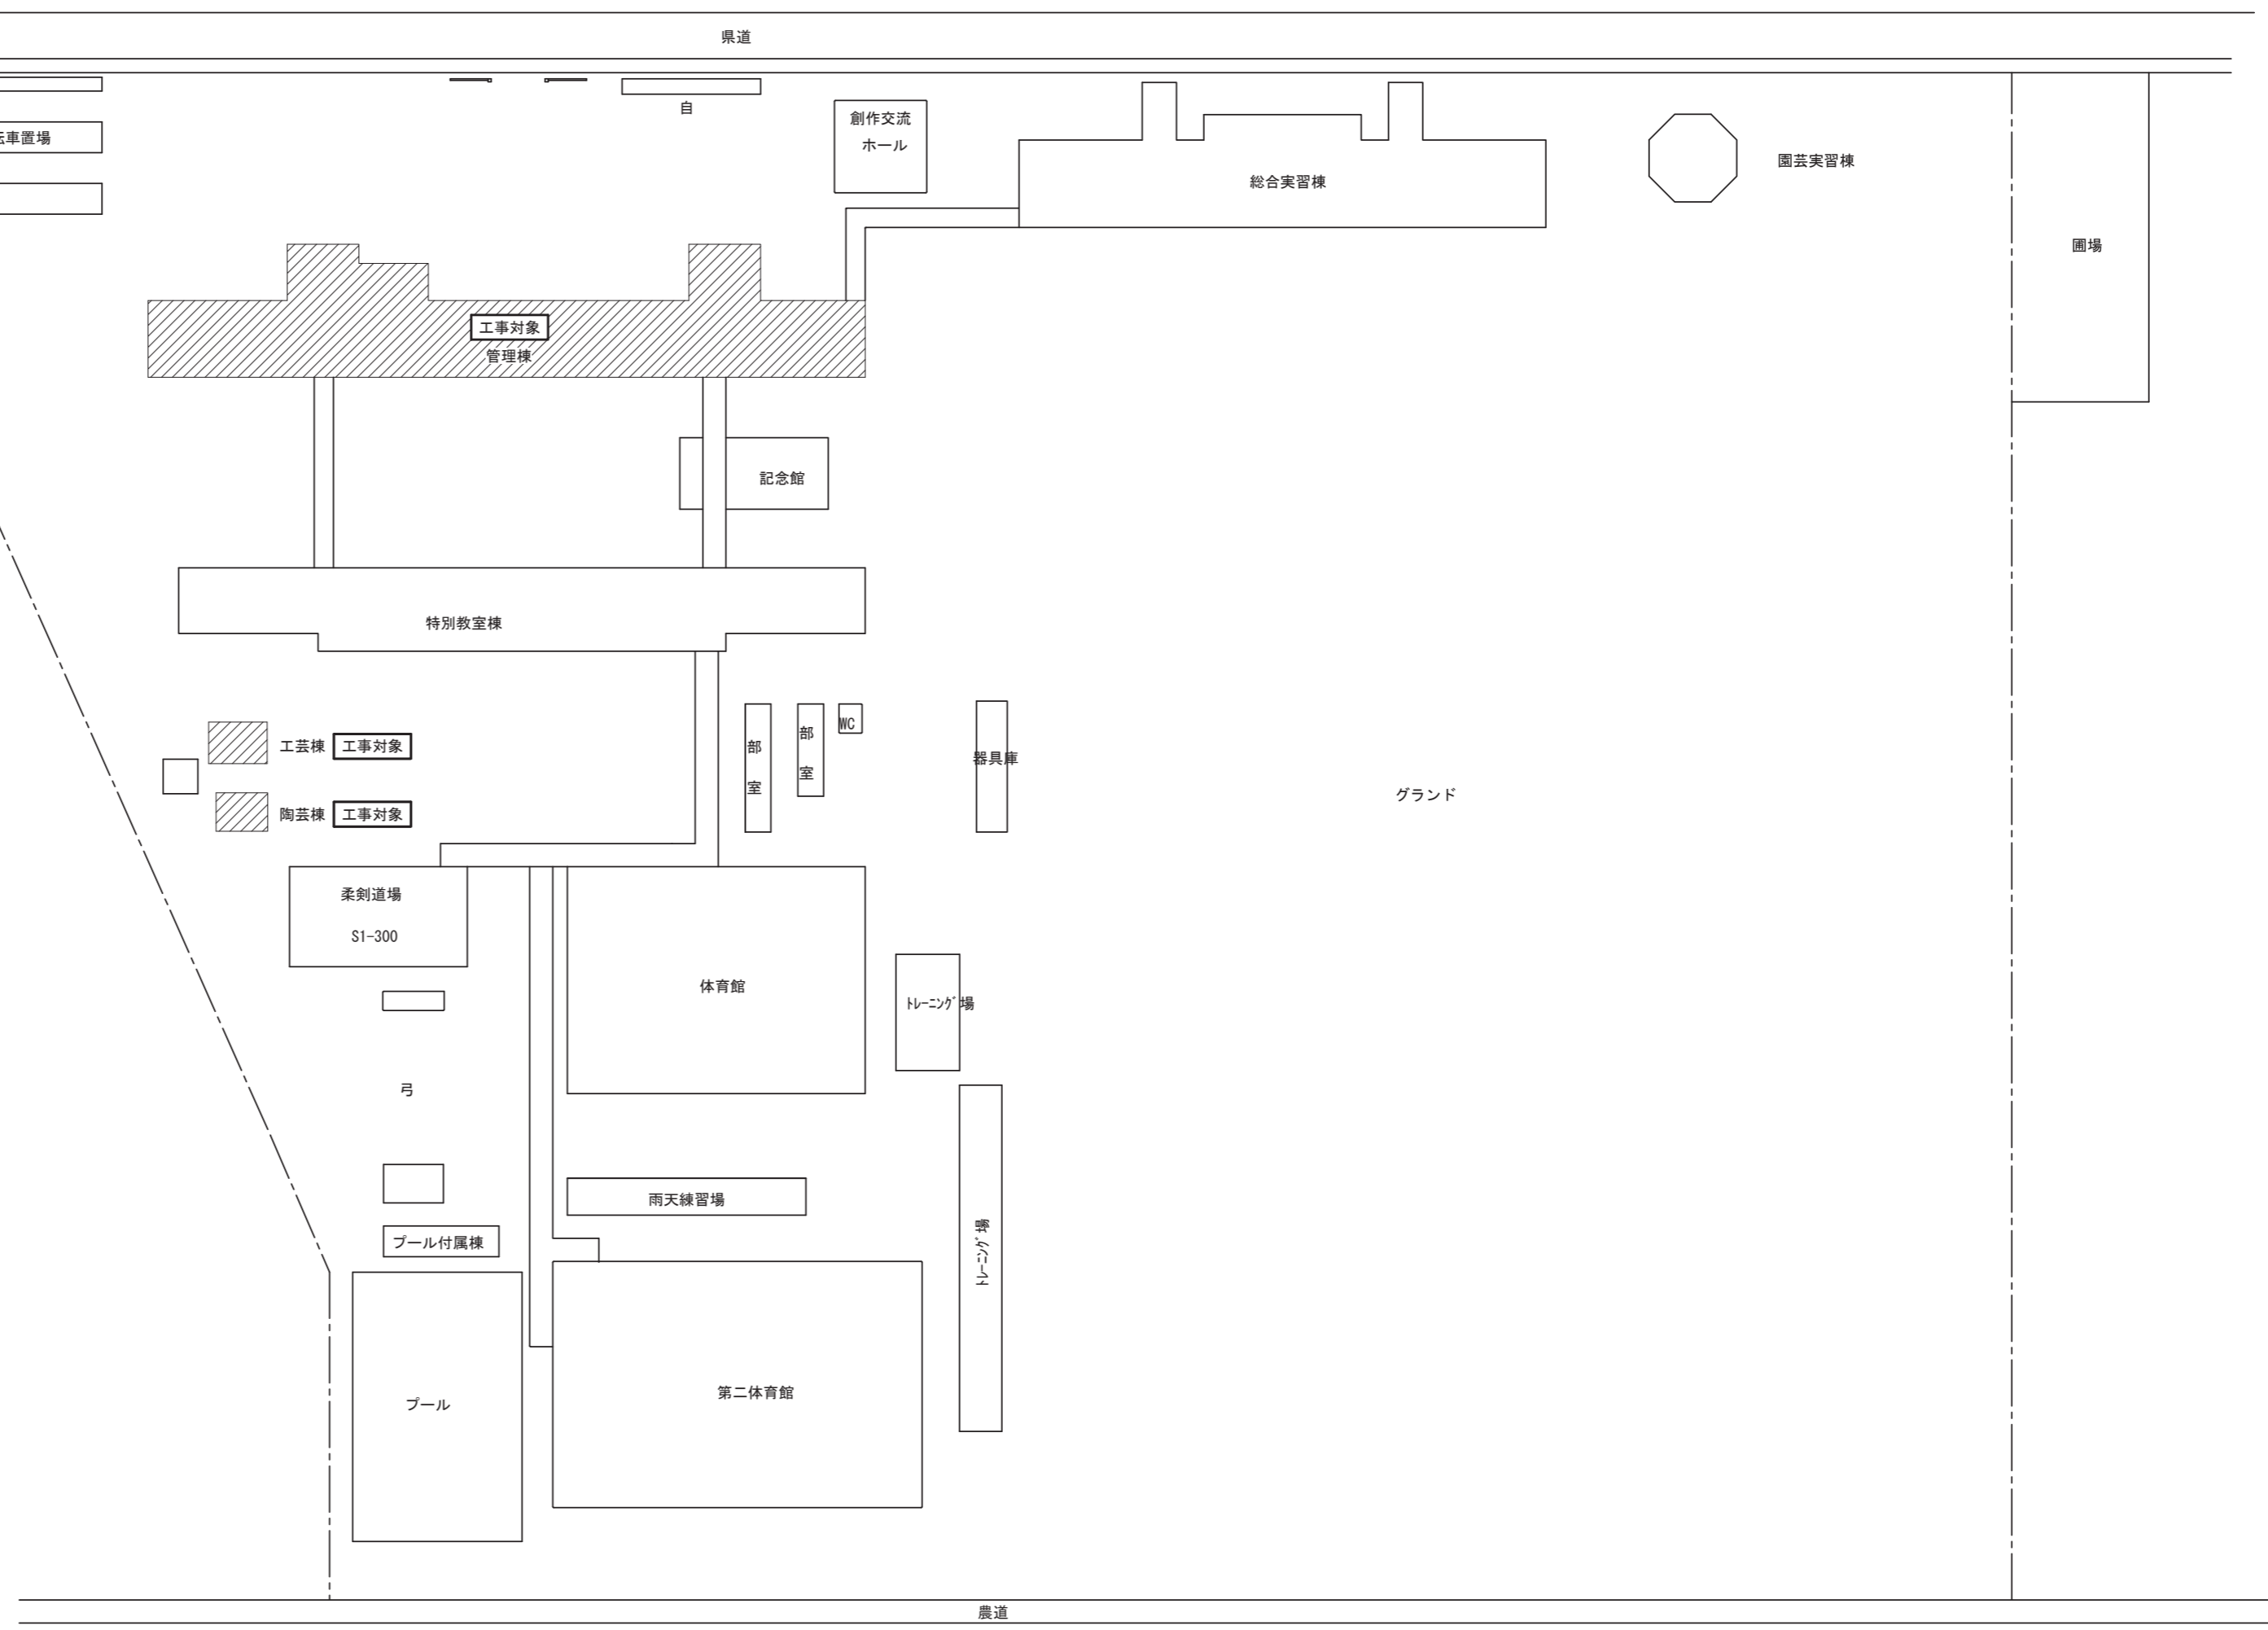 県道
自
転車置場
創作交流
ホール
総合実習棟
園芸実習棟
圃場
工事対象
管理棟
記念館
特別教室棟
工芸棟
工事対象
陶芸棟
工事対象
部
室
部
室
WC
器具庫
グランド
柔剣道場
S1-300
体育館
ﾄﾚｰﾆﾝｸﾞ場
弓
雨天練習場
プール付属棟
ﾄﾚｰﾆﾝｸﾞ場
プール
第二体育館
農道